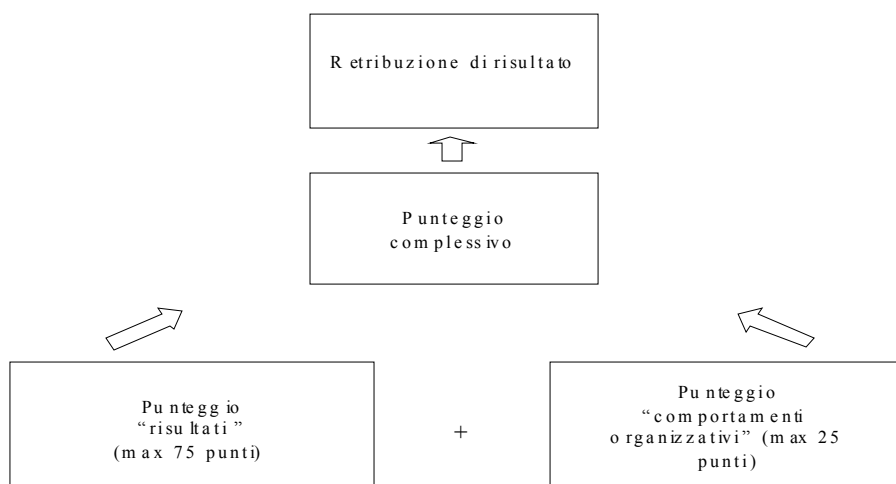 Retribuzione di risultato
Punteggio
complessivo
Punteggio
“risultati”
(max 75 punti)
+
Punteggio
“comportamenti
organizzativi” (max 25
punti)